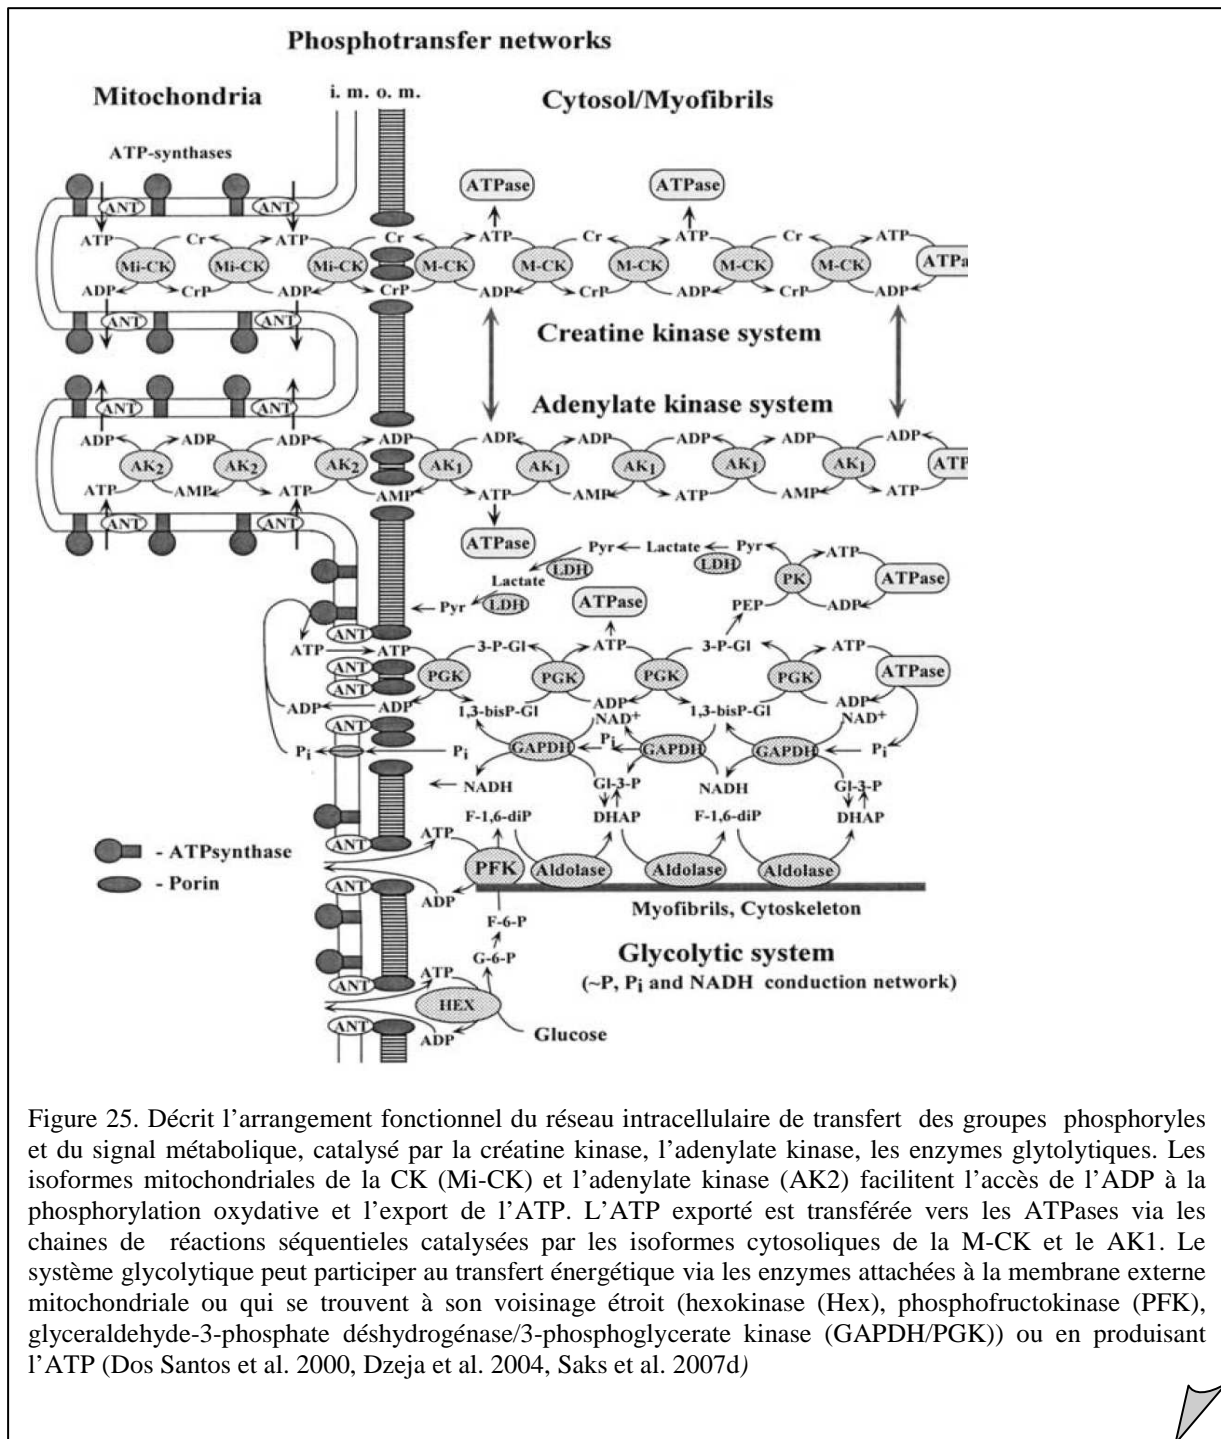 Phosphotransfer networks
Mitochondria
i. m. o. m.
Cytosol/Myofibrils
ATP-synthases
ATPase ATPase
ANT ANT
ATP Cr ATP Cr ATP Cr ATP Cr ATP
Mi-CK Mi-CK Mi-CK M-CK M-CK M-CK M-CK M-CK ATPa
ADP CrP ADP CrP ADP CrP ADP CrP ADP
ANT ANT
Creatine kinase system
ANT ANT
Adenylate kinase system
ADP ADP ADP ADP ADP ADP ADP ADP ADP
AK2 AK2 AK2 AK1 AK1 AK1 AK1 AK1 ATP
ATP AMP ATP AMP ATP AMP ATP AMP ATP
ANT ANT
ATPase Pyr Lactate Pyr ATP
LDH LDH
Lactate PK ATPase
Pyr LDH ATPase PEP ADP
ANT
ATP ATP 3-P-Gl ATP 3-P-Gl ATP
ANT PGK PGK PGK PGK ATPase
ANT
ADP ADP 1,3-bisP-Gl ADP 1,3-bisP-Gl ADP
ANT NAD+ NAD+
Pi Pi GAPDH Pi GAPDH GAPDH Pi
NADH Gl-3-P NADH Gl-3-P
F-1,6-diP DHAP F-1,6-diP DHAP
ATP
ANT
- ATPsynthase
PFK Aldolase Aldolase Aldolase
- Porin
ANT ADP
Myofibrils, Cytoskeleton
F-6-P
G-6-P
Glycolytic system
ATP
(~P, Pi and NADH conduction network)
ANT
HEX
Glucose
ANT ADP
Figure 25. Décrit l’arrangement fonctionnel du réseau intracellulaire de transfert des groupes phosphoryles
et du signal métabolique, catalysé par la créatine kinase, l’adenylate kinase, les enzymes glytolytiques. Les
isoformes mitochondriales de la CK (Mi-CK) et l’adenylate kinase (AK2) facilitent l’accès de l’ADP à la
phosphorylation oxydative et l’export de l’ATP. L’ATP exporté est transférée vers les ATPases via les
chaines de réactions séquentieles catalysées par les isoformes cytosoliques de la M-CK et le AK1. Le
système glycolytique peut participer au transfert énergétique via les enzymes attachées à la membrane externe
mitochondriale ou qui se trouvent à son voisinage étroit (hexokinase (Hex), phosphofructokinase (PFK),
glyceraldehyde-3-phosphate déshydrogénase/3-phosphoglycerate kinase (GAPDH/PGK)) ou en produisant
l’ATP (Dos Santos et al. 2000, Dzeja et al. 2004, Saks et al. 2007d)